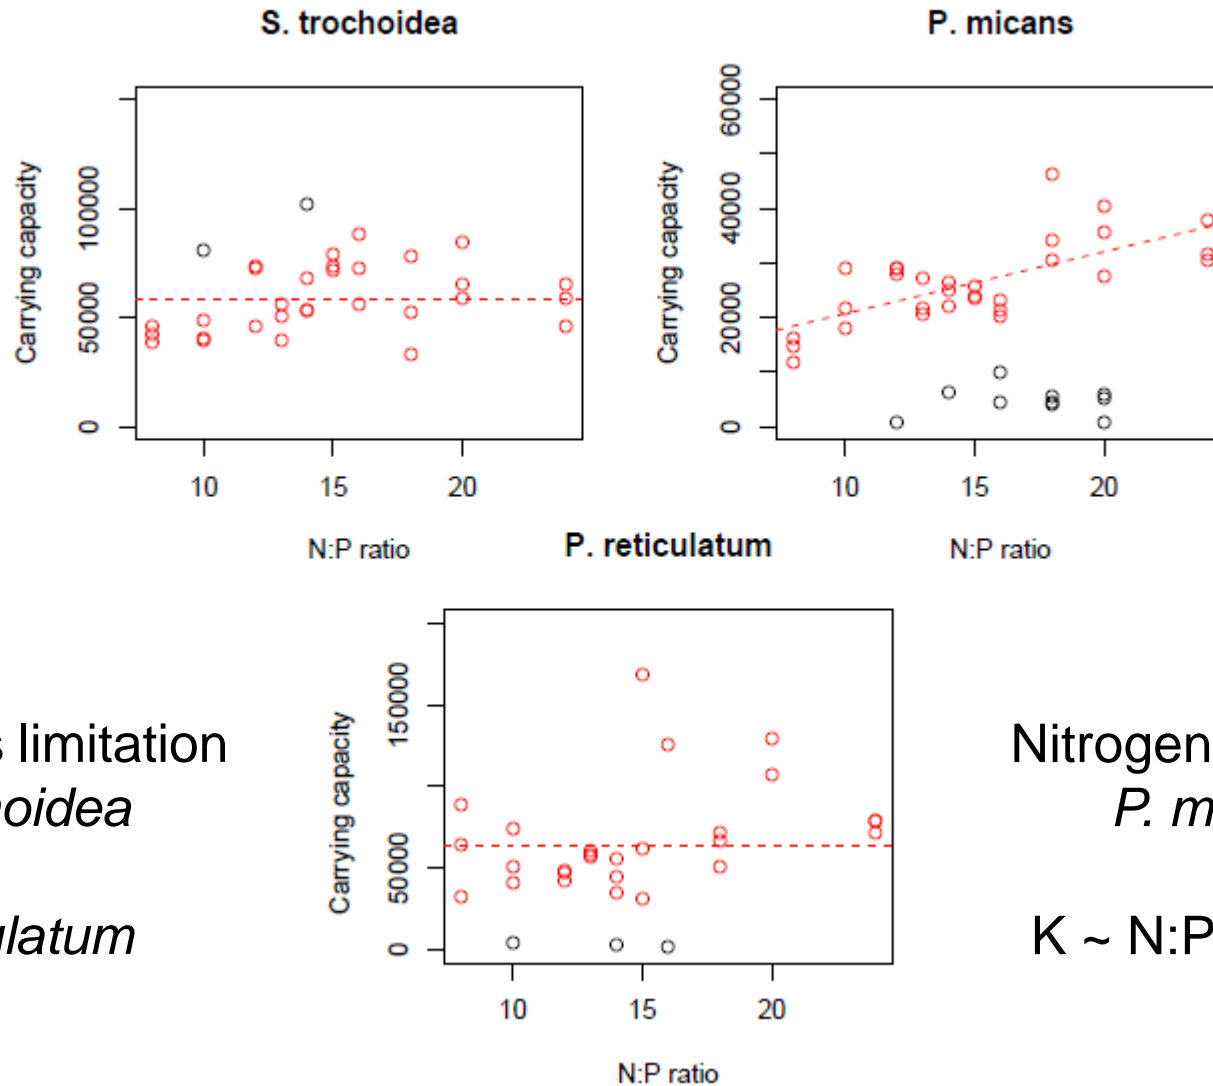 S. trochoidea
Carrying capacity
0
50000
100000
10
15
20
N:P ratio
P. micans
Carrying capacity
0
20000
40000
60000
10
15
20
N:P ratio
P. reticulatum
Carrying capacity
0
50000
150000
10
15
20
N:P ratio
s limitation
hoidea
ulatum
Nitrogen
P. m
K ~ N:P